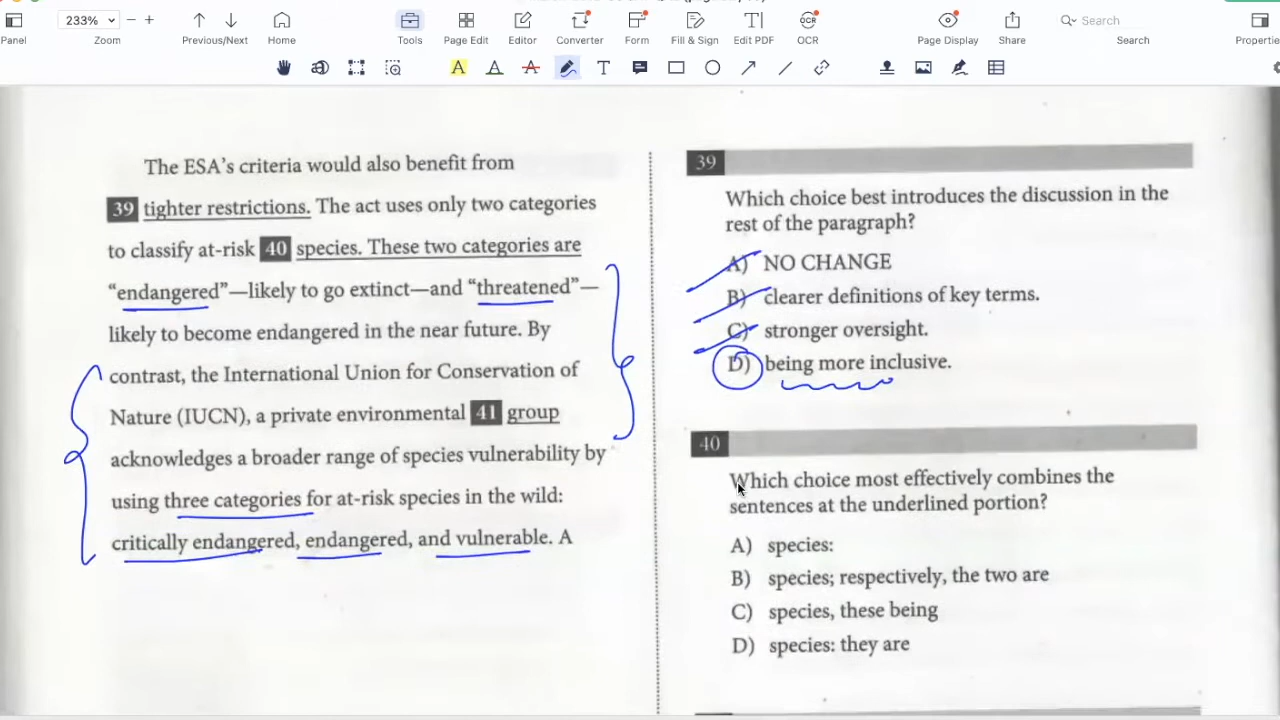 233%
Panel
Zoom
Previous/Next
Home
Tools
Page Edit
Editor
Converter
Form
Fill & Sign
Edit PDF
OCR
OCR
Page Display
Share
Search
Search
Propertie
The ESA's criteria would also benefit from
39 tighter restrictions. The act uses only two categories
to classify at-risk 40 species. These two categories are
“endangered”—likely to go extinct—and “threatened”—
likely to become endangered in the near future. By
contrast, the International Union for Conservation of
Nature (IUCN), a private environmental 41 group
acknowledges a broader range of species vulnerability by
using three categories for at-risk species in the wild:
critically endangered, endangered, and vulnerable. A
39
Which choice best introduces the discussion in the
rest of the paragraph?
A) NO CHANGE
B) clearer definitions of key terms.
C) stronger oversight.
D) being more inclusive.
40
Which choice most effectively combines the
sentences at the underlined portion?
A) species:
B) species; respectively, the two are
C) species, these being
D) species: they are